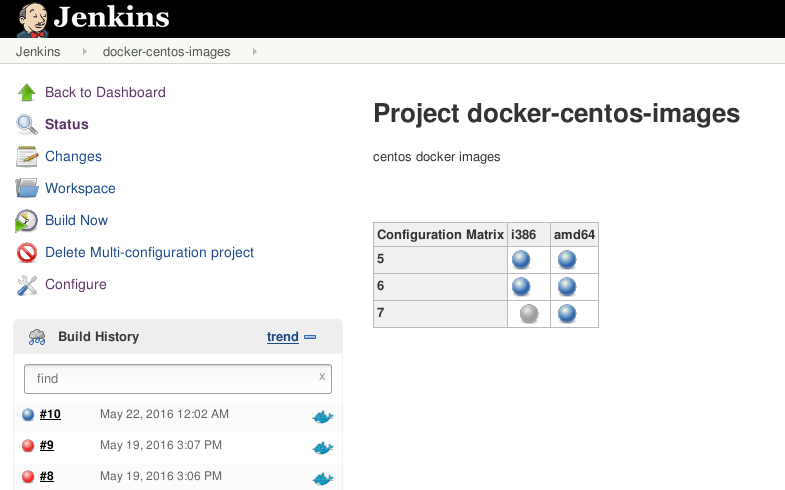 Jenkins
Jenkins docker-centos-images
Back to Dashboard
Status
Changes
Workspace
Build Now
Delete Multi-configuration project
Configure
Build History trend
find x
#10 May 22, 2016 12:02 AM
#9 May 19, 2016 3:07 PM
#8 May 19, 2016 3:06 PM
Project docker-centos-images
centos docker images
Configuration Matrix i386 amd64
5
6
7